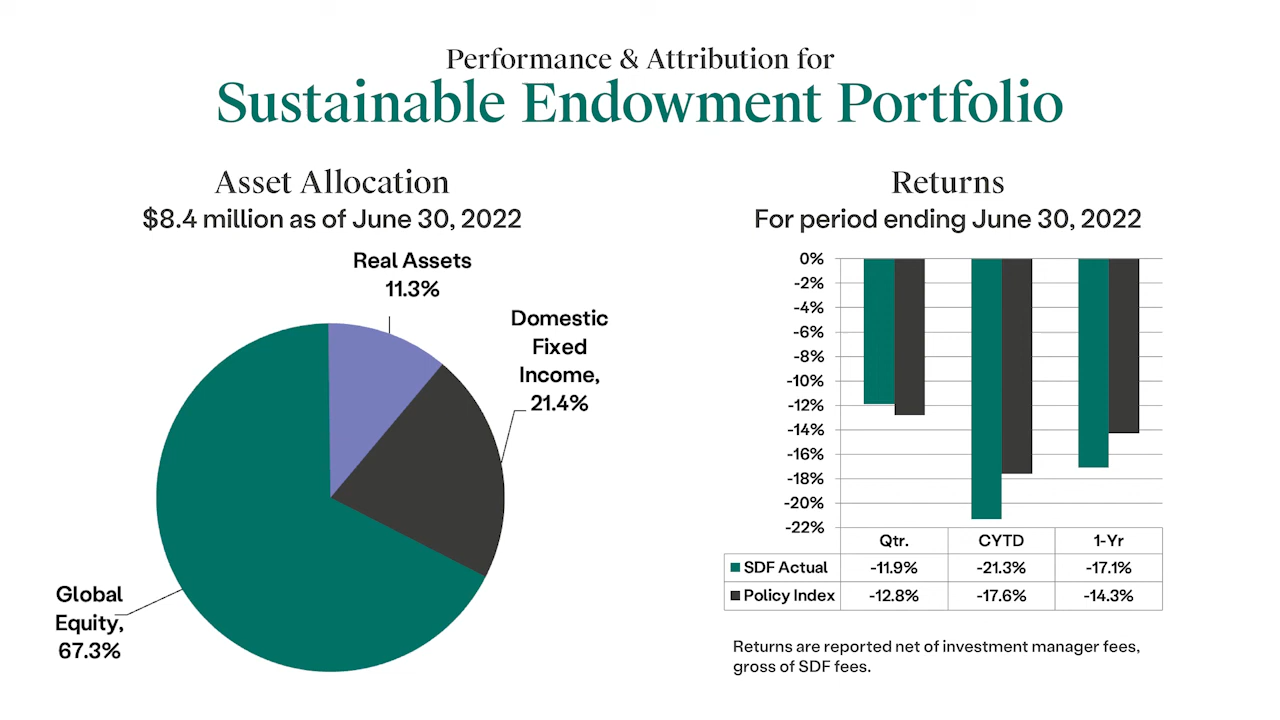 Performance & Attribution for
Sustainable Endowment Portfolio
Asset Allocation
$8.4 million as of June 30, 2022
Real Assets
11.3%
Domestic
Fixed
Income,
21.4%
Global
Equity,
67.3%
Returns
For period ending June 30, 2022
0%
-2%
-4%
-6%
-8%
-10%
-12%
-14%
-16%
-18%
-20%
-22%
Qtr. CYTD 1-Yr
SDF Actual -11.9% -21.3% -17.1%
Policy Index -12.8% -17.6% -14.3%
Returns are reported net of investment manager fees,
gross of SDF fees.